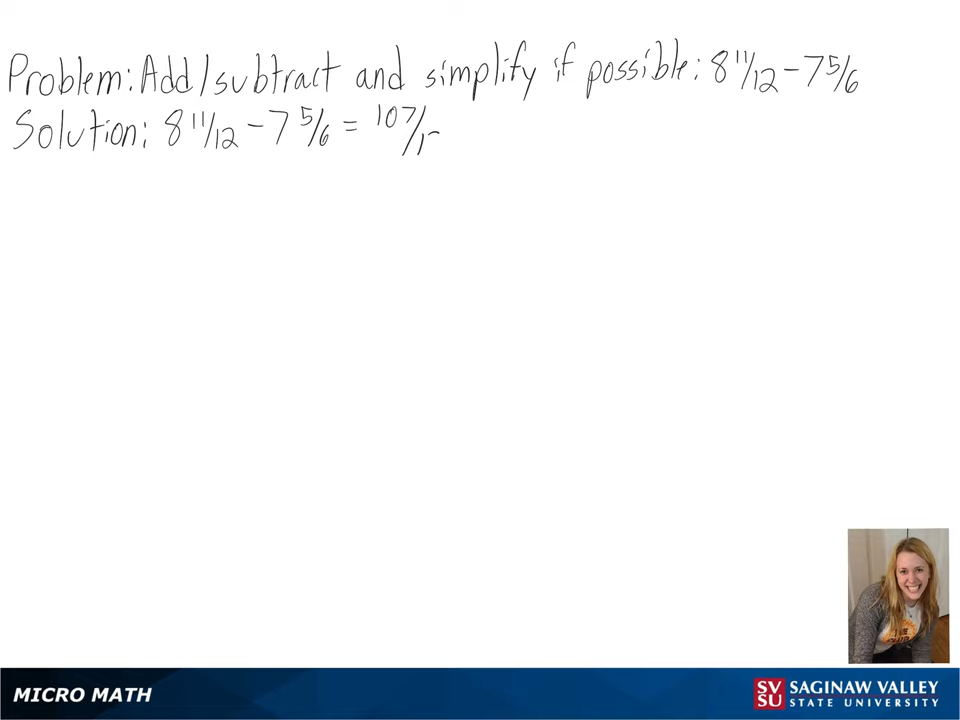 Problem: Add/subtract and simplify if possible: 8 11/12 - 7 5/6
Solution: 8 11/12 - 7 5/6 = 107/1
MICRO MATH
SV SU SAGINAW VALLEY
STATE UNIVERSITY